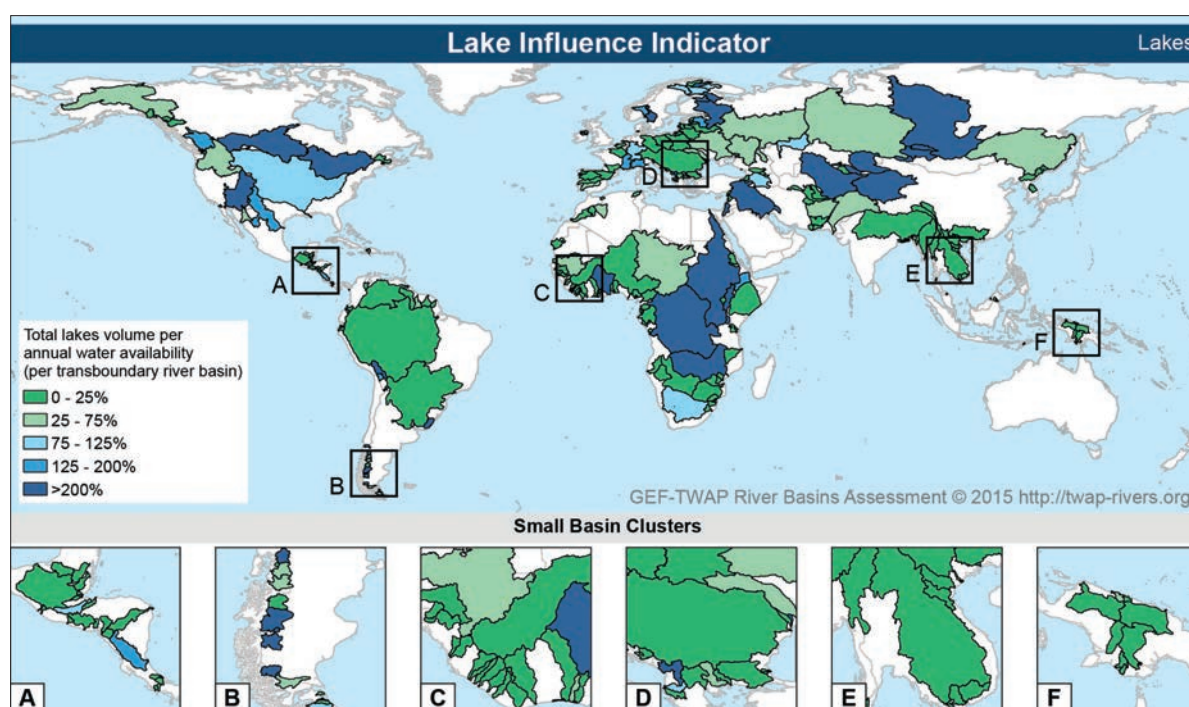 Lake Influence Indicator
Lakes
A
B
C
D
E
F
Total lakes volume per
annual water availability
(per transboundary river basin)
0 - 25%
25 - 75%
75 - 125%
125 - 200%
>200%
GEF-TWAP River Basins Assessment © 2015 http://twap-rivers.org
Small Basin Clusters
A
B
C
D
E
F